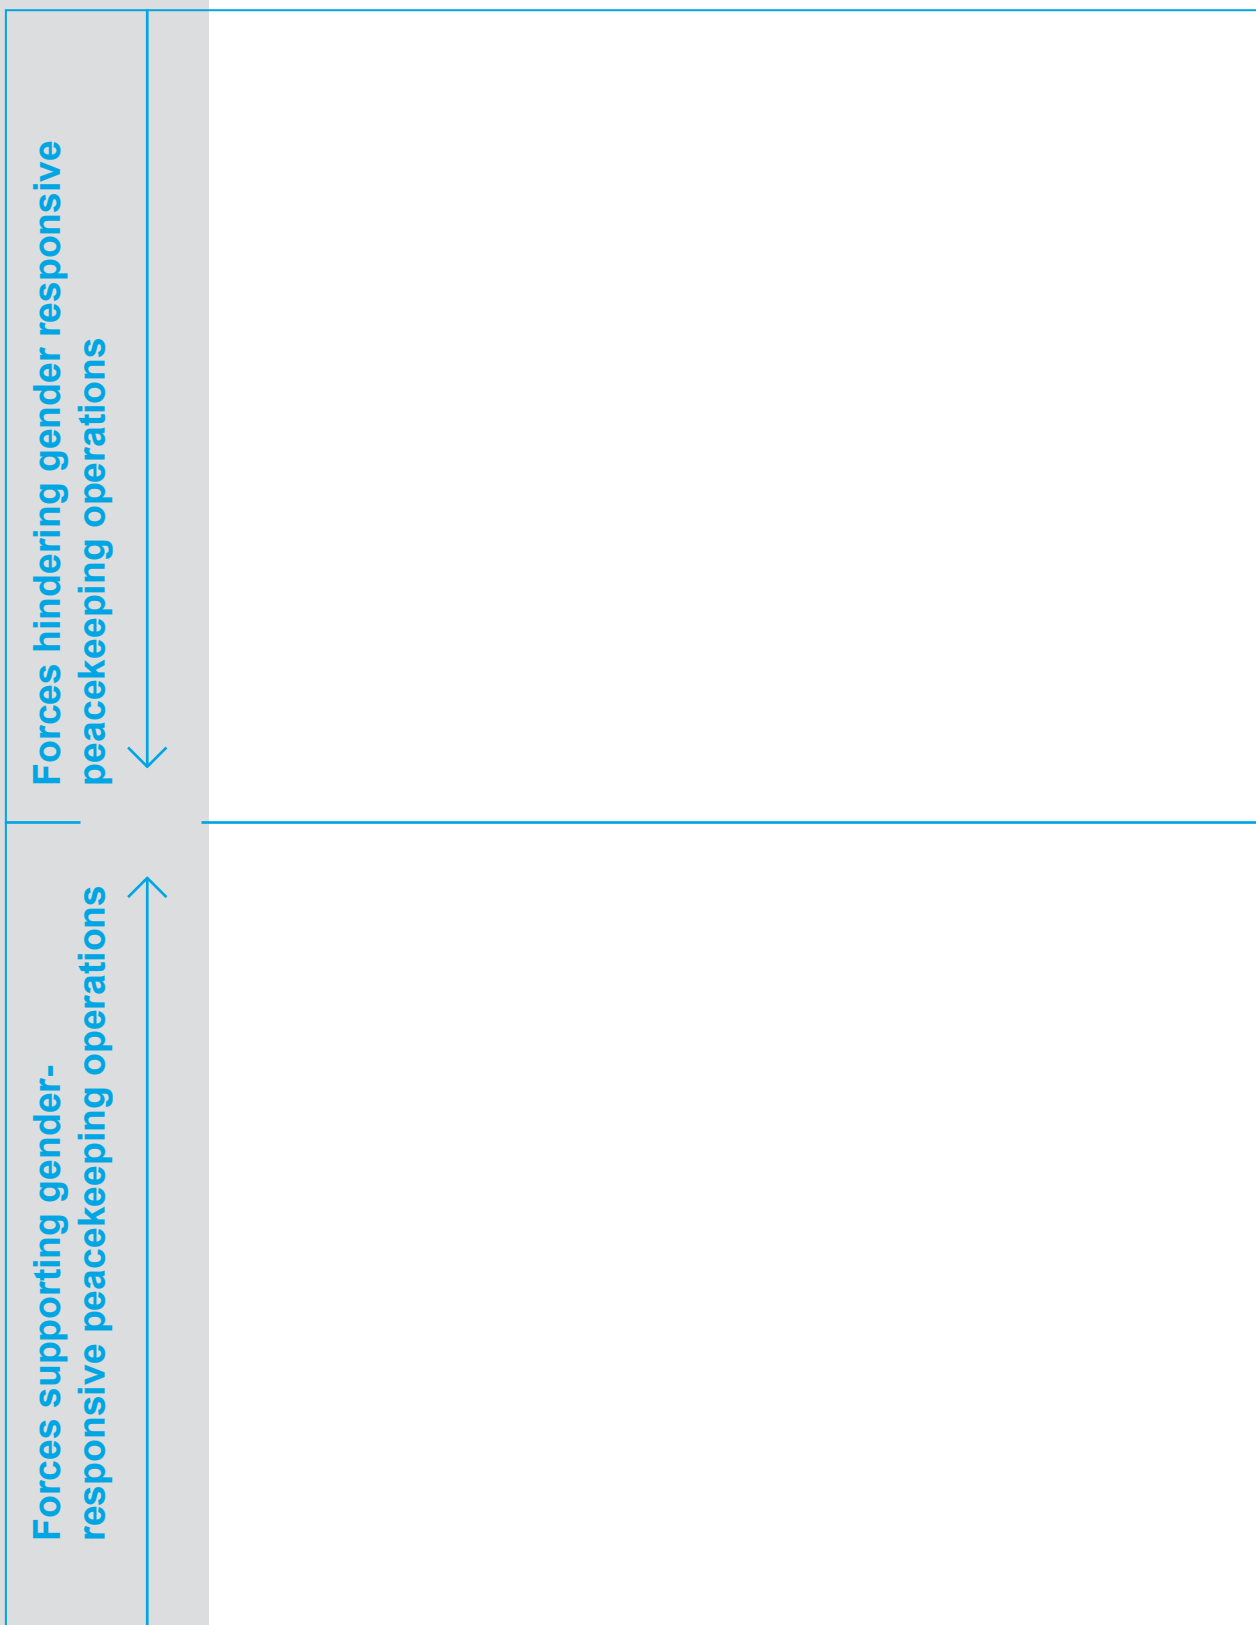 Forces supporting gender-
responsive peacekeeping operations
Forces hindering gender responsive
peacekeeping operations